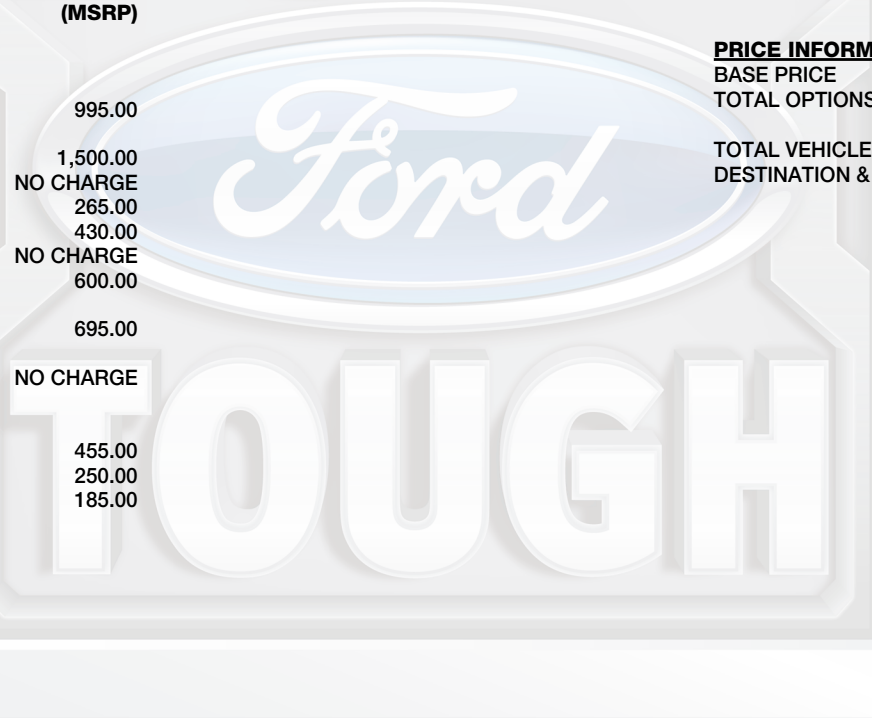 (MSRP)
995.00
1,500.00
NO CHARGE
265.00
430.00
NO CHARGE
600.00
695.00
NO CHARGE
455.00
250.00
185.00
PRICE INFORM
BASE PRICE
TOTAL OPTIONS
TOTAL VEHICLE
DESTINATION &
Ford
TOUGH